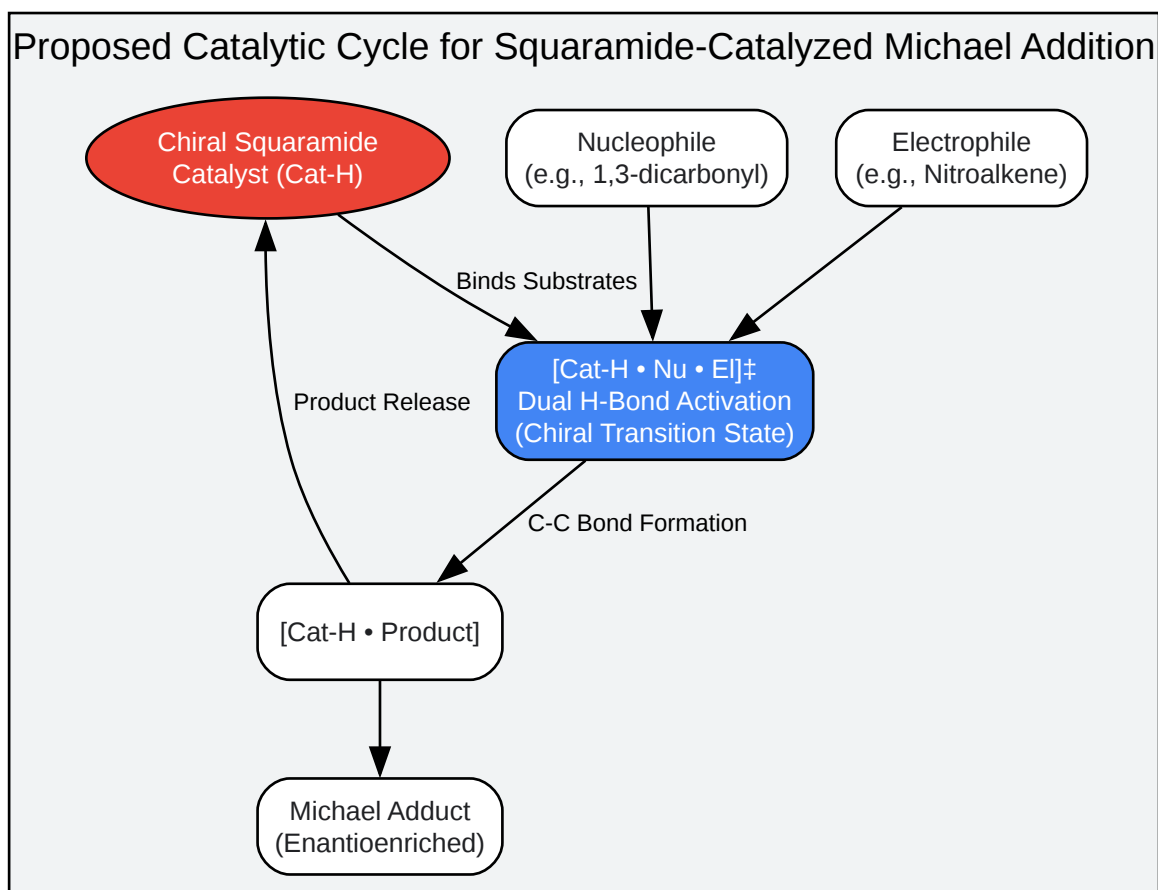 Proposed Catalytic Cycle for Squaramide-Catalyzed Michael Addition
Chiral Squaramide
Catalyst (Cat-H)
Nucleophile
(e.g., 1,3-dicarbonyl)
Electrophile
(e.g., Nitroalkene)
Binds Substrates
[Cat-H • Nu • El]‡
Dual H-Bond Activation
(Chiral Transition State)
Product Release
C-C Bond Formation
[Cat-H • Product]
Michael Adduct
(Enantioenriched)